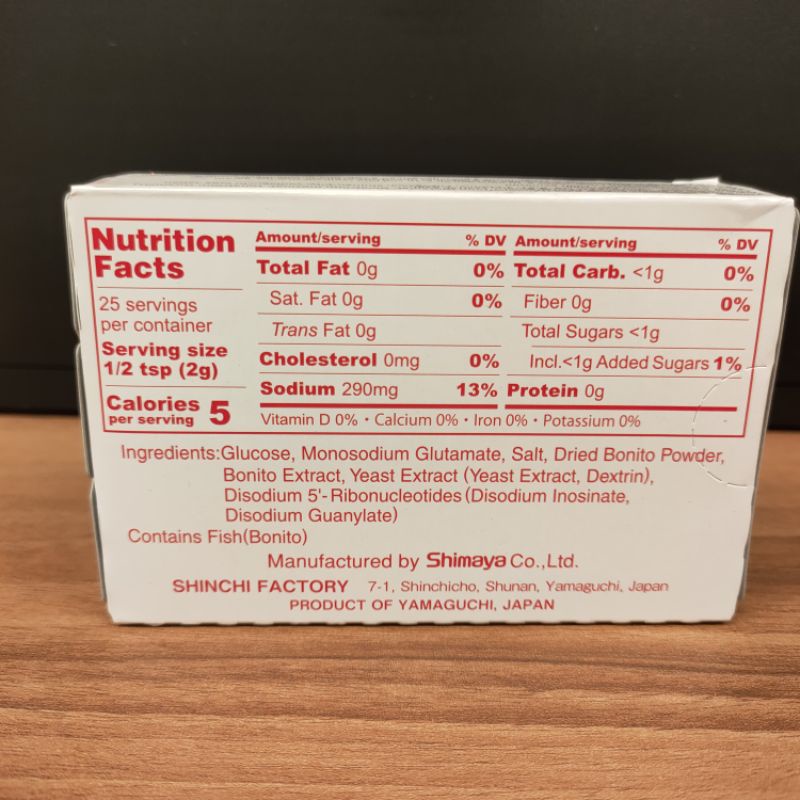 Nutrition
Facts
25 servings
per container
Serving size
1/2 tsp (2g)
Calories 5
per serving
Amount/serving % DV
Total Fat 0g 0%
Sat. Fat 0g 0%
Trans Fat 0g
Cholesterol 0mg 0%
Sodium 290mg 13%
Amount/serving % DV
Total Carb. <1g 0%
Fiber 0g 0%
Total Sugars <1g
Incl.<1g Added Sugars 1%
Protein 0g
Vitamin D 0% • Calcium 0% • Iron 0% • Potassium 0%
Ingredients:Glucose, Monosodium Glutamate, Salt, Dried Bonito Powder,
Bonito Extract, Yeast Extract (Yeast Extract, Dextrin),
Disodium 5'-Ribonucleotides (Disodium Inosinate,
Disodium Guanylate)
Contains Fish(Bonito)
Manufactured by Shimaya Co.,Ltd.
SHINCHI FACTORY 7-1, Shinchicho, Shunan, Yamaguchi, Japan
PRODUCT OF YAMAGUCHI, JAPAN